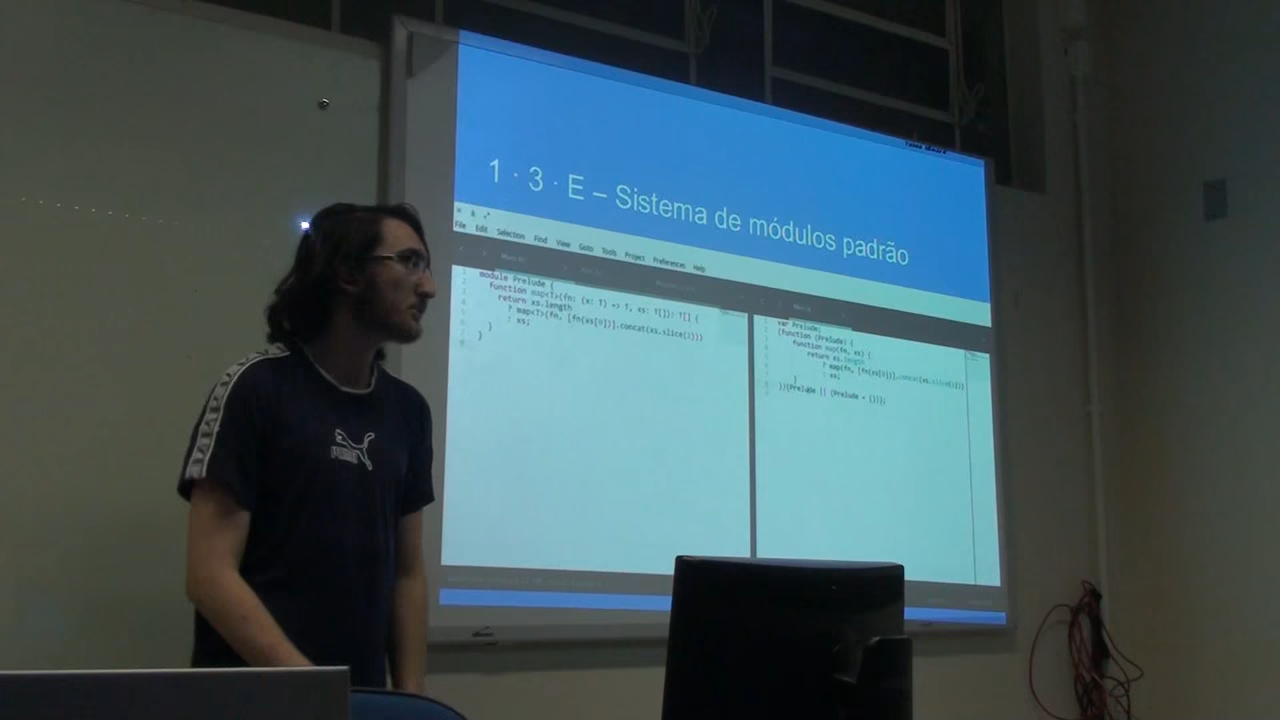 1 · 3 · E – Sistema de módulos padrão
File Edit Selection Find View Goto Tools Project Preferences Help
module Prelude {
function map<T>(fn: (x: T) => T, xs: T[]): T[] {
return xs.length
? map<T>(fn, [fn(xs[0])].concat(xs.slice(1)))
: xs;
}
}
var Prelude;
(function (Prelude) {
function map(fn, xs) {
return xs.length
? map(fn, [fn(xs[0])].concat(xs.slice(1)))
: xs;
}
})(Prelude || (Prelude = {}));
PUMA